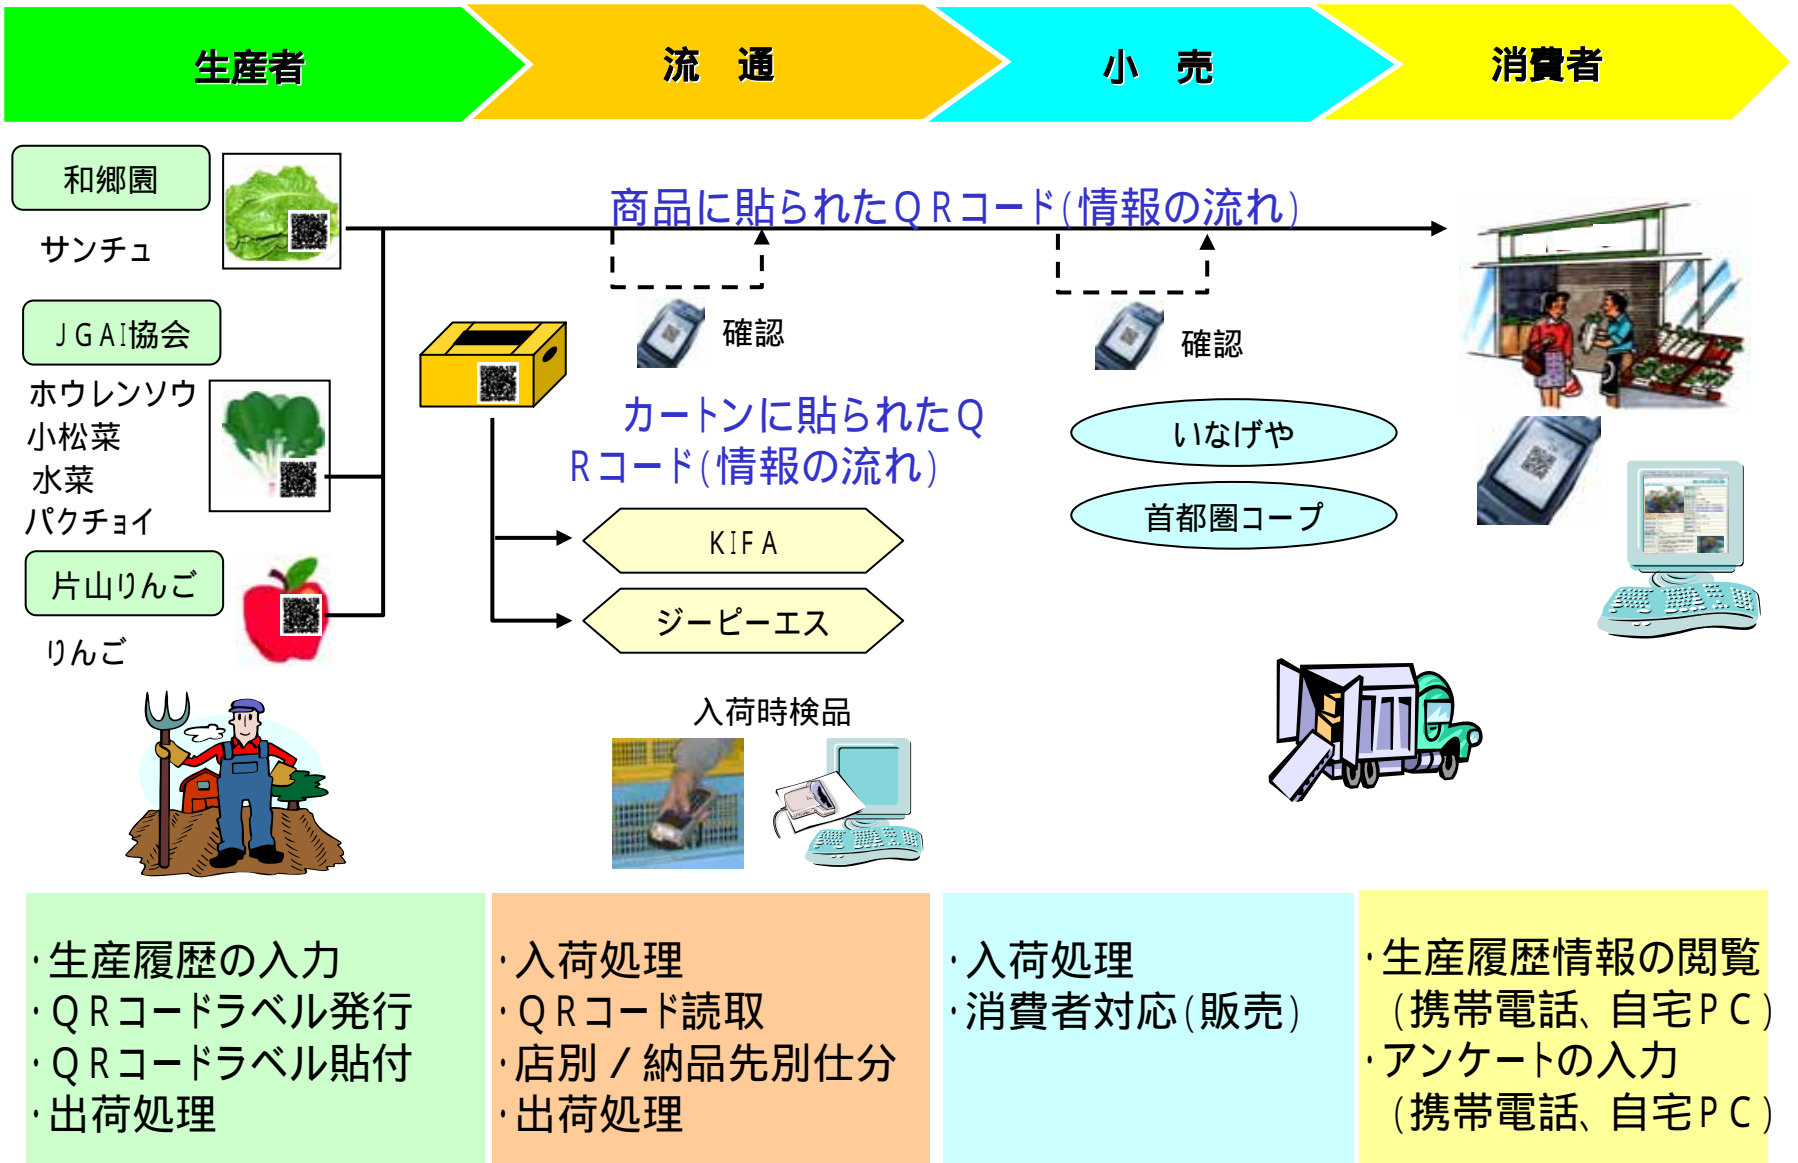 生産者
流　通
小　売
消費者
和郷園
サンチュ
商品に貼られたＱＲコード(情報の流れ)
確認
確認
ＪＧＡＩ協会
ホウレンソウ
小松菜
水菜
パクチョイ
カートンに貼られたＱ
Ｒコード(情報の流れ)
いなげや
首都圏コープ
ＫＩＦＡ
ジーピーエス
片山りんご
りんご
入荷時検品
・生産履歴の入力
・ＱＲコードラベル発行
・ＱＲコードラベル貼付
・出荷処理
・入荷処理
・ＱＲコード読取
・店別／納品先別仕分
・出荷処理
・入荷処理
・消費者対応(販売)
・生産履歴情報の閲覧
(携帯電話、自宅ＰＣ)
・アンケートの入力
(携帯電話、自宅ＰＣ)